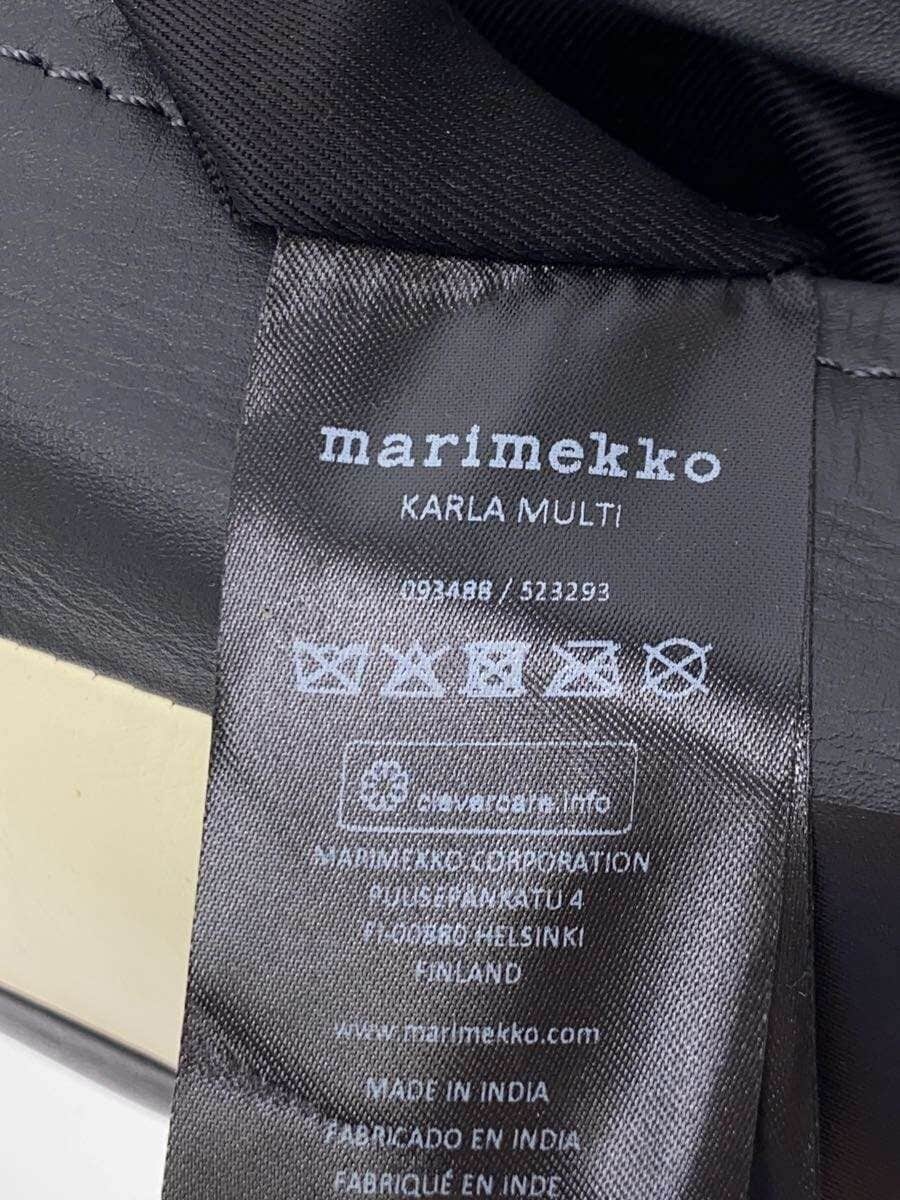 marimekko
KARLA MULTI
093488 / 523293
clevercare.info
MARIMEKKO CORPORATION
PUUSEPÄNKATU 4
FI-00880 HELSINKI
FINLAND
www.marimekko.com
MADE IN INDIA
FABRICADO EN INDIA
FABRIQUÉ EN INDE